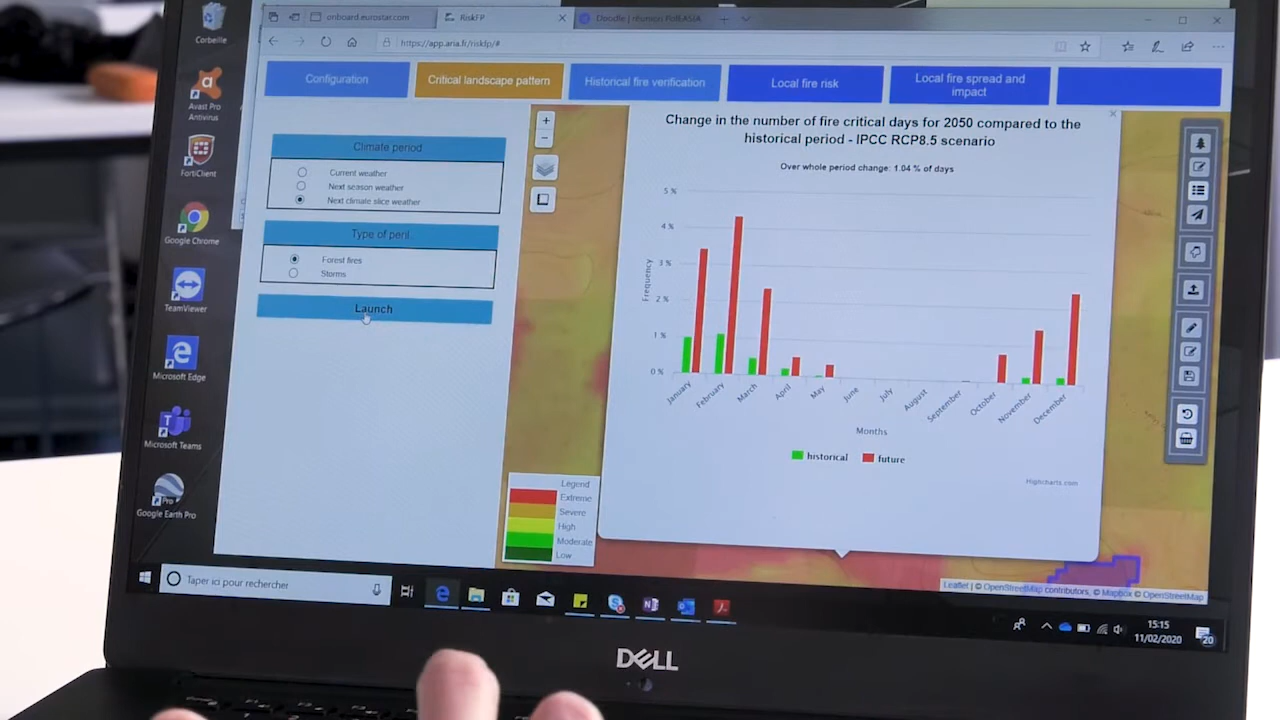 onboard.eurostar.com
RiskFP
https://app.aria.fr/riskfp/#
Configuration
Critical landscape pattern
Historical fire verification
Local fire risk
Local fire spread and
impact
Corbeille
Avast Pro
Antivirus
FortiClient
Google Chrome
TeamViewer
Microsoft Edge
Microsoft Teams
Google Earth Pro
Climate period
Current weather
Next season weather
Next climate slice weather
Type of peril
Forest fires
Storms
Launch
+
−
Change in the number of fire critical days for 2050 compared to the
historical period - IPCC RCP8.5 scenario
Over whole period change: 1.04 % of days
5 %
4 %
3 %
2 %
1 %
0 %
Frequency
January
February
March
April
May
June
July
August
September
October
November
December
Months
historical
future
Highcharts.com
Legend
Extreme
Severe
High
Moderate
Low
Leaflet | © OpenStreetMap contributors, © Mapbox © OpenStreetMap
Taper ici pour rechercher
15:15
11/02/2020
20
DELL